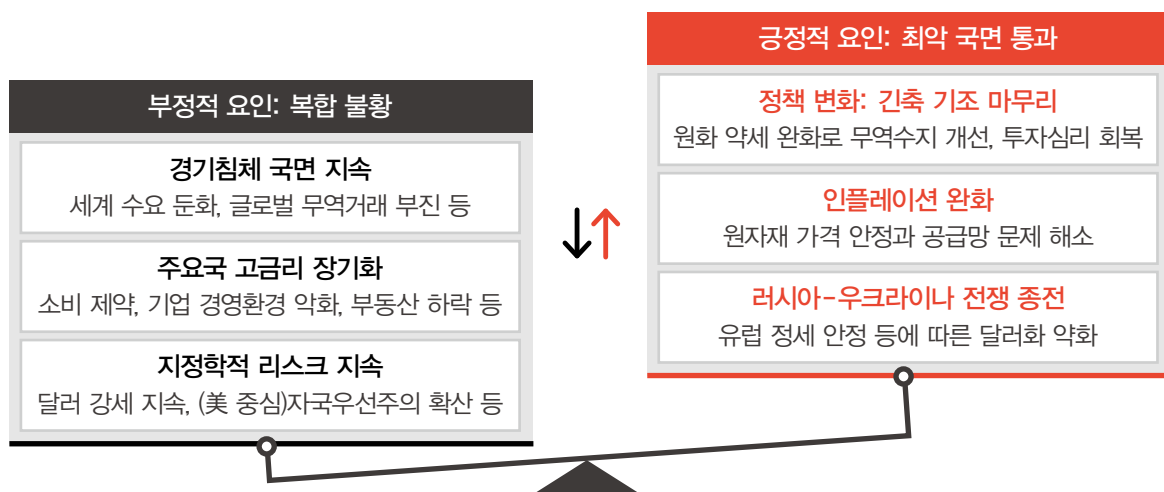 부정적 요인: 복합 불황
경기침체 국면 지속
세계 수요 둔화, 글로벌 무역거래 부진 등
주요국 고금리 장기화
소비 제약, 기업 경영환경 악화, 부동산 하락 등
지정학적 리스크 지속
달러 강세 지속, (美 중심)자국우선주의 확산 등
긍정적 요인: 최악 국면 통과
정책 변화: 긴축 기조 마무리
원화 약세 완화로 무역수지 개선, 투자심리 회복
인플레이션 완화
원자재 가격 안정과 공급망 문제 해소
러시아-우크라이나 전쟁 종전
유럽 정세 안정 등에 따른 달러화 약화